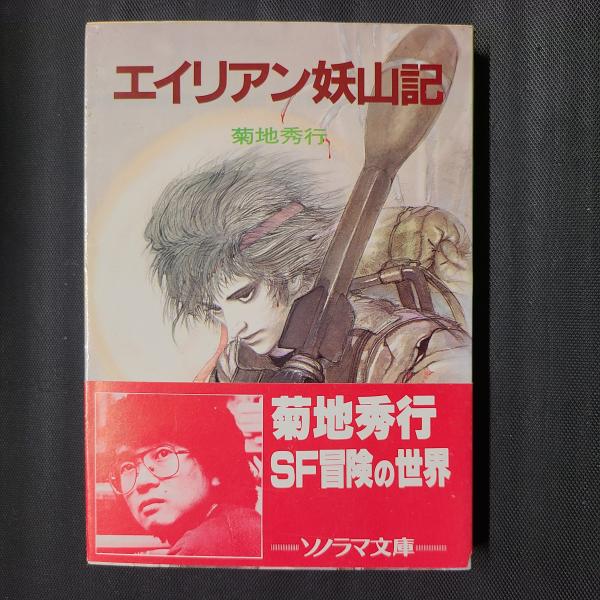 エイリアン妖山記
菊地秀行
菊地秀行
SF冒険の世界
ソノラマ文庫